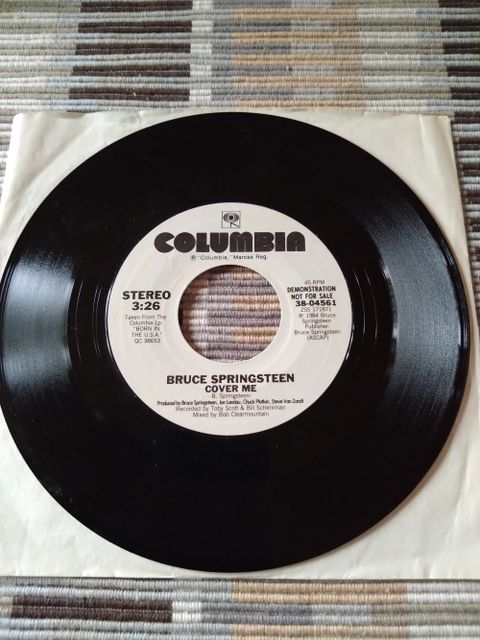 COLUMBIA
® "Columbia," Marcas Reg.
STEREO
3:26
Taken From The
Columbia Lp
"BORN IN
THE U.S.A."
QC 38653
45 RPM
DEMONSTRATION
NOT FOR SALE
38-04561
ZSS 171871
℗ 1984 Bruce
Springsteen
Publisher:
Bruce Springsteen
(ASCAP)
BRUCE SPRINGSTEEN
COVER ME
-B. Springsteen-
Produced by Bruce Springsteen, Jon Landau, Chuck Plotkin, Steve Van Zandt
Recorded by Toby Scott & Bill Scheniman
Mixed by Bob Clearmountain